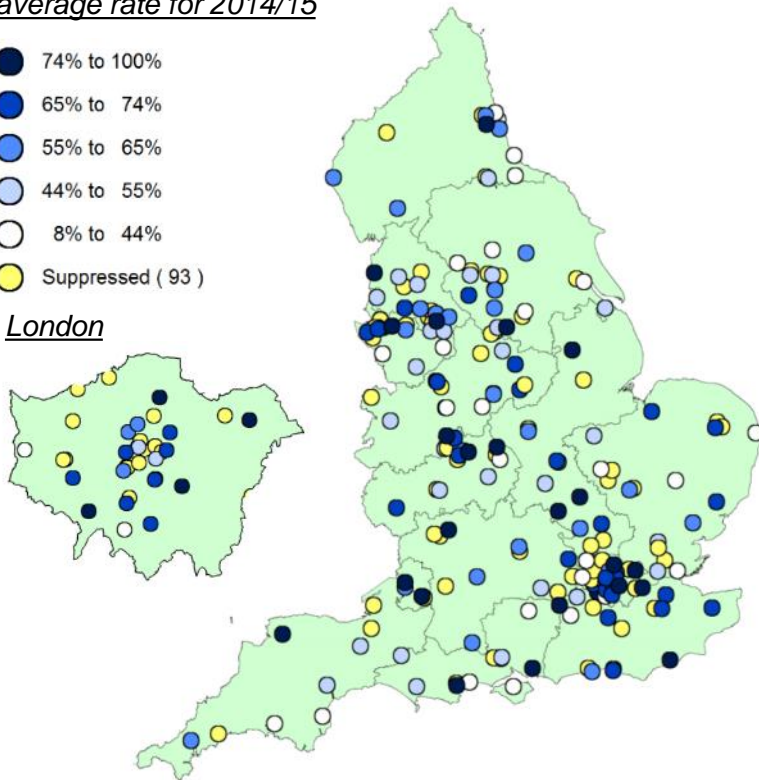 average rate for 2014/15
74% to 100%
65% to 74%
55% to 65%
44% to 55%
8% to 44%
Suppressed ( 93 )
London